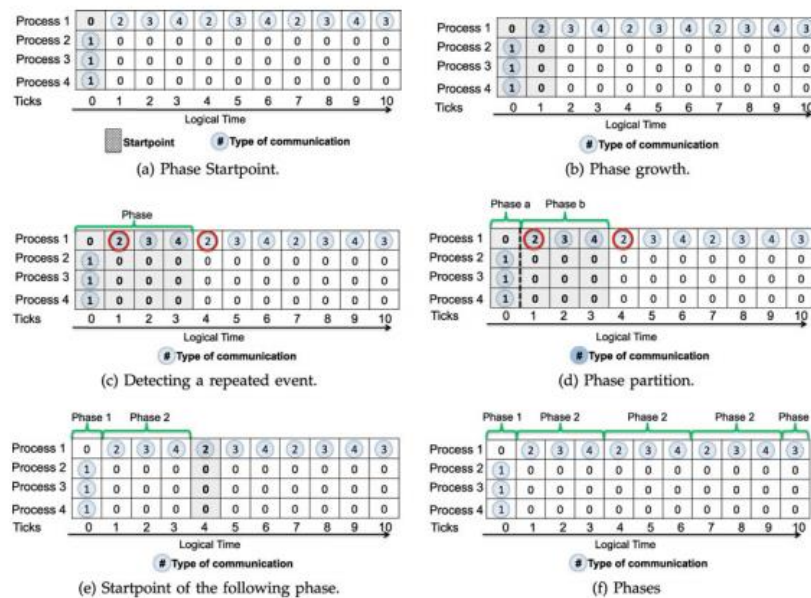 Process 1 0 2 3 4 2 3 4 2 3 4 3
Process 2 1 0 0 0 0 0 0 0 0 0 0
Process 3 1 0 0 0 0 0 0 0 0 0 0
Process 4 1 0 0 0 0 0 0 0 0 0 0
Ticks 0 1 2 3 4 5 6 7 8 9 10
Logical Time
Startpoint # Type of communication
(a) Phase Startpoint.
Process 1 0 2 3 4 2 3 4 2 3 4 3
Process 2 1 0 0 0 0 0 0 0 0 0 0
Process 3 1 0 0 0 0 0 0 0 0 0 0
Process 4 1 0 0 0 0 0 0 0 0 0 0
Ticks 0 1 2 3 4 5 6 7 8 9 10
Logical Time
# Type of communication
(b) Phase growth.
Phase
Process 1 0 2 3 4 2 3 4 2 3 4 3
Process 2 1 0 0 0 0 0 0 0 0 0 0
Process 3 1 0 0 0 0 0 0 0 0 0 0
Process 4 1 0 0 0 0 0 0 0 0 0 0
Ticks 0 1 2 3 4 5 6 7 8 9 10
Logical Time
# Type of communication
(c) Detecting a repeated event.
Phase a Phase b
Process 1 0 2 3 4 2 3 4 2 3 4 3
Process 2 1 0 0 0 0 0 0 0 0 0 0
Process 3 1 0 0 0 0 0 0 0 0 0 0
Process 4 1 0 0 0 0 0 0 0 0 0 0
Ticks 0 1 2 3 4 5 6 7 8 9 10
Logical Time
# Type of communication
(d) Phase partition.
Phase 1 Phase 2
Process 1 0 2 3 4 2 3 4 2 3 4 3
Process 2 1 0 0 0 0 0 0 0 0 0 0
Process 3 1 0 0 0 0 0 0 0 0 0 0
Process 4 1 0 0 0 0 0 0 0 0 0 0
Ticks 0 1 2 3 4 5 6 7 8 9 10
Logical Time
# Type of communication
(e) Startpoint of the following phase.
Phase 1 Phase 2 Phase 2 Phase 2 Phase
Process 1 0 2 3 4 2 3 4 2 3 4 3
Process 2 1 0 0 0 0 0 0 0 0 0 0
Process 3 1 0 0 0 0 0 0 0 0 0 0
Process 4 1 0 0 0 0 0 0 0 0 0 0
Ticks 0 1 2 3 4 5 6 7 8 9 10
Logical Time
# Type of communication
(f) Phases